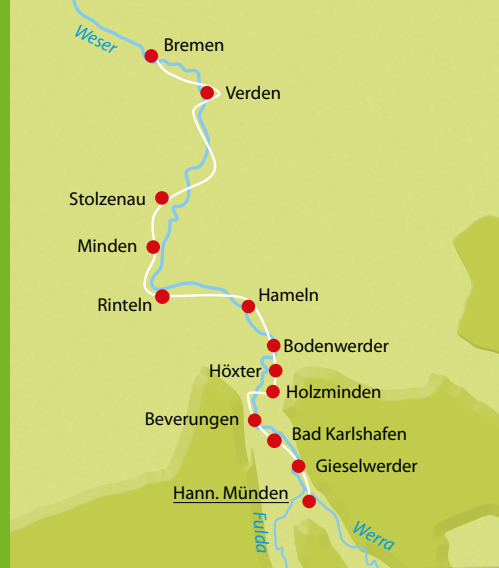 Weser
Bremen
Verden
Stolzenau
Minden
Rinteln
Hameln
Bodenwerder
Höxter
Holzminden
Beverungen
Bad Karlshafen
Gieselwerder
Hann. Münden
Fulda
Werra